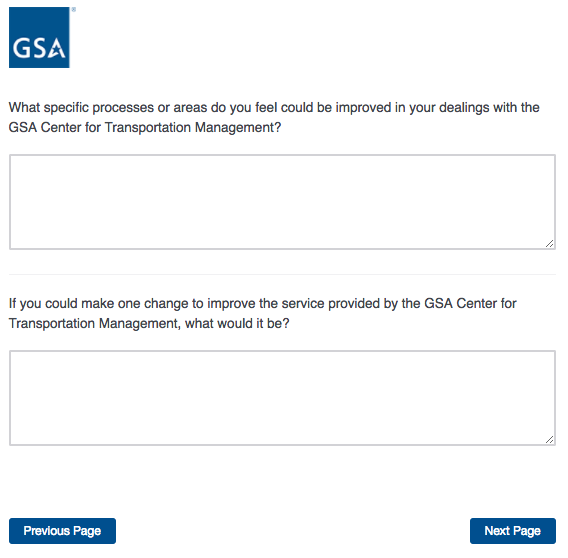 GSA
What specific processes or areas do you feel could be improved in your dealings with the
GSA Center for Transportation Management?
If you could make one change to improve the service provided by the GSA Center for
Transportation Management, what would it be?
Previous Page
Next Page